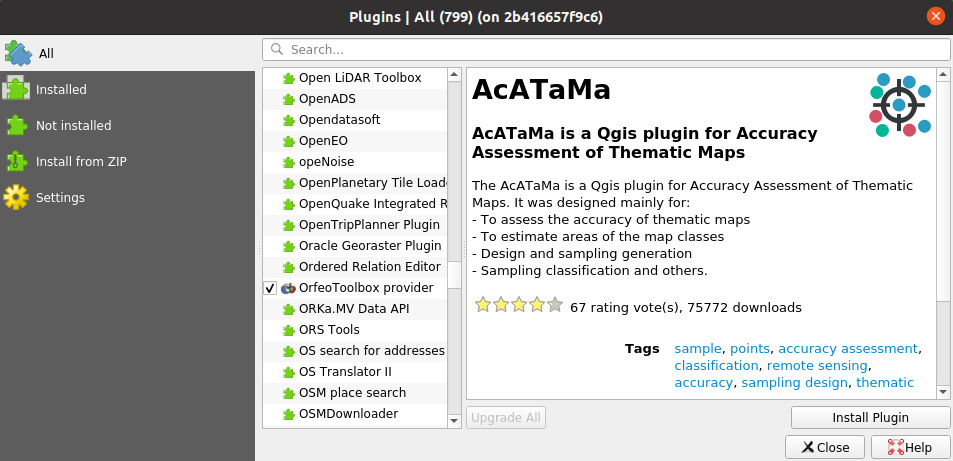 Plugins | All (799) (on 2b416657f9c6)
All
Installed
Not installed
Install from ZIP
Settings
Search...
Open LiDAR Toolbox
OpenADS
Opendatasoft
OpenEO
opeNoise
OpenPlanetary Tile Load
OpenQuake Integrated R
OpenTripPlanner Plugin
Oracle Georaster Plugin
Ordered Relation Editor
OrfeoToolbox provider
ORKa.MV Data API
ORS Tools
OS search for addresses
OS Translator II
OSM place search
OSMDownloader
AcATaMa
AcATaMa is a Qgis plugin for Accuracy
Assessment of Thematic Maps
The AcATaMa is a Qgis plugin for Accuracy Assessment of Thematic
Maps. It was designed mainly for:
- To assess the accuracy of thematic maps
- To estimate areas of the map classes
- Design and sampling generation
- Sampling classification and others.
67 rating vote(s), 75772 downloads
Tags sample, points, accuracy assessment,
classification, remote sensing,
accuracy, sampling design, thematic
Upgrade All
Install Plugin
Close
Help